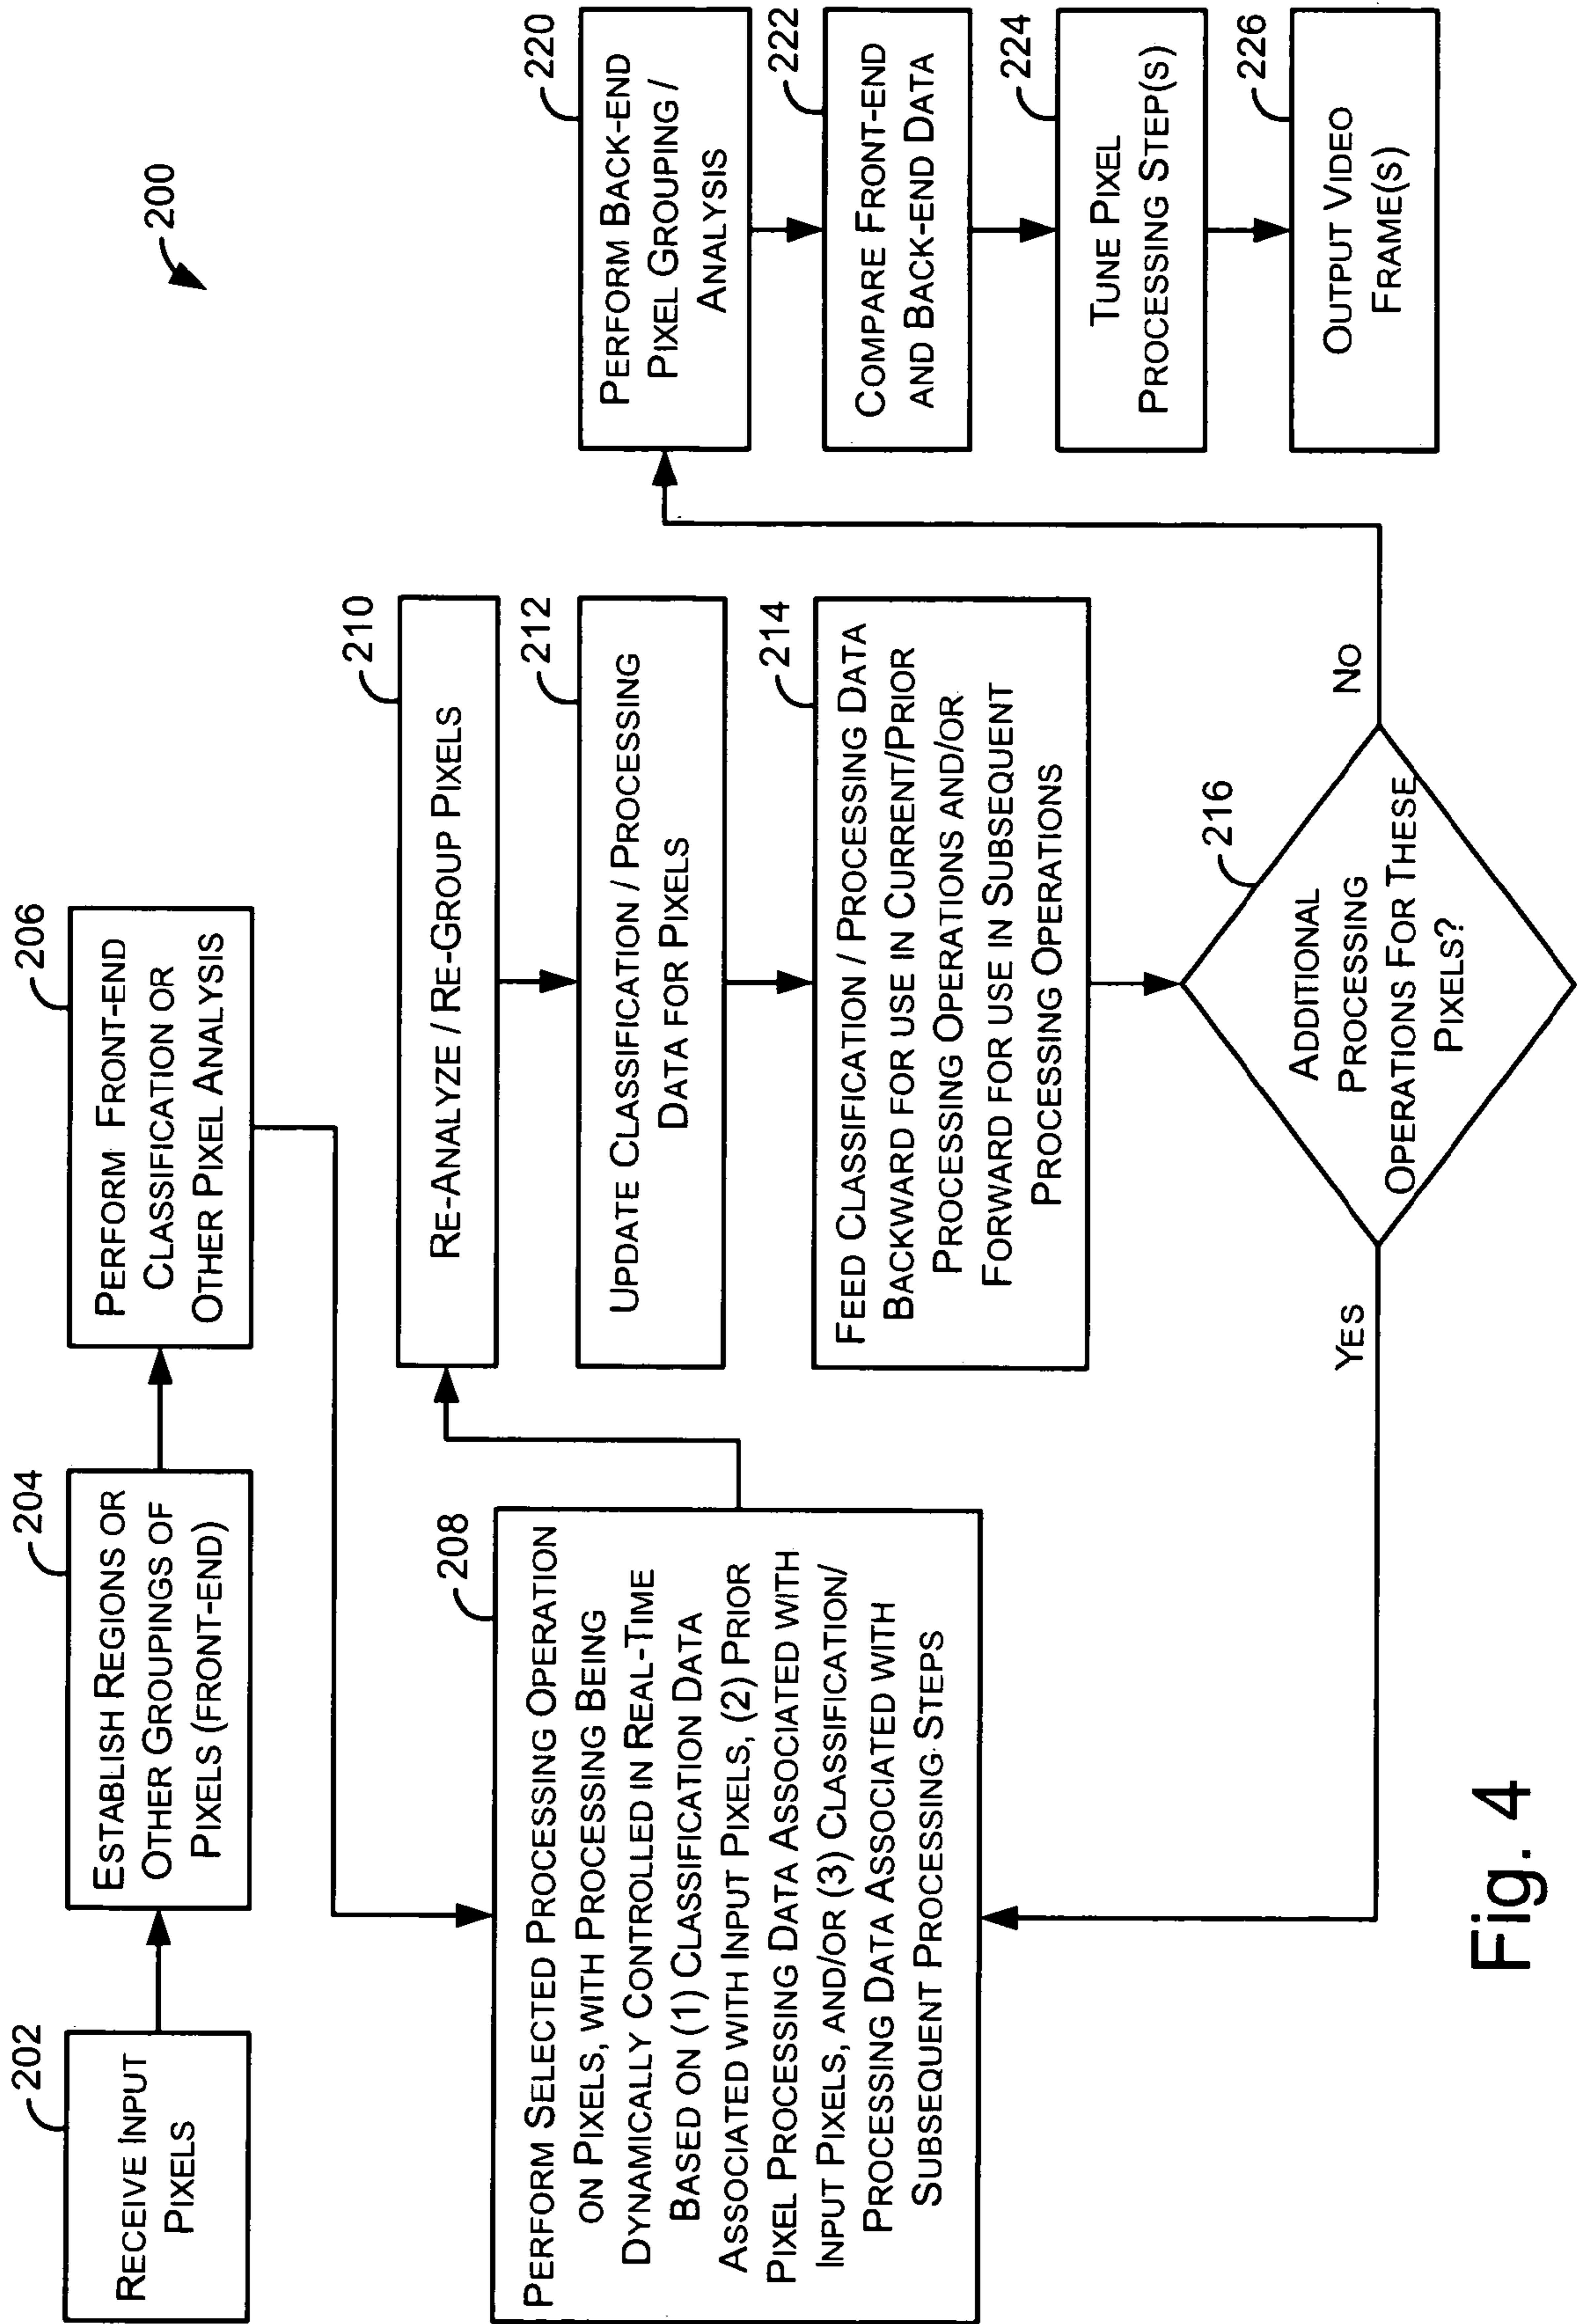 200
202
RECEIVE INPUT
PIXELS
204
ESTABLISH REGIONS OR
OTHER GROUPINGS OF
PIXELS (FRONT-END)
206
PERFORM FRONT-END
CLASSIFICATION OR
OTHER PIXEL ANALYSIS
208
PERFORM SELECTED PROCESSING OPERATION
ON PIXELS, WITH PROCESSING BEING
DYNAMICALLY CONTROLLED IN REAL-TIME
BASED ON (1) CLASSIFICATION DATA
ASSOCIATED WITH INPUT PIXELS, (2) PRIOR
PIXEL PROCESSING DATA ASSOCIATED WITH
INPUT PIXELS, AND/OR (3) CLASSIFICATION/
PROCESSING DATA ASSOCIATED WITH
SUBSEQUENT PROCESSING STEPS
210
RE-ANALYZE / RE-GROUP PIXELS
212
UPDATE CLASSIFICATION / PROCESSING
DATA FOR PIXELS
214
FEED CLASSIFICATION / PROCESSING DATA
BACKWARD FOR USE IN CURRENT/PRIOR
PROCESSING OPERATIONS AND/OR
FORWARD FOR USE IN SUBSEQUENT
PROCESSING OPERATIONS
216
ADDITIONAL
PROCESSING
OPERATIONS FOR THESE
PIXELS?
YES
NO
220
PERFORM BACK-END
PIXEL GROUPING /
ANALYSIS
222
COMPARE FRONT-END
AND BACK-END DATA
224
TUNE PIXEL
PROCESSING STEP(S)
226
OUTPUT VIDEO
FRAME(S)
Fig. 4